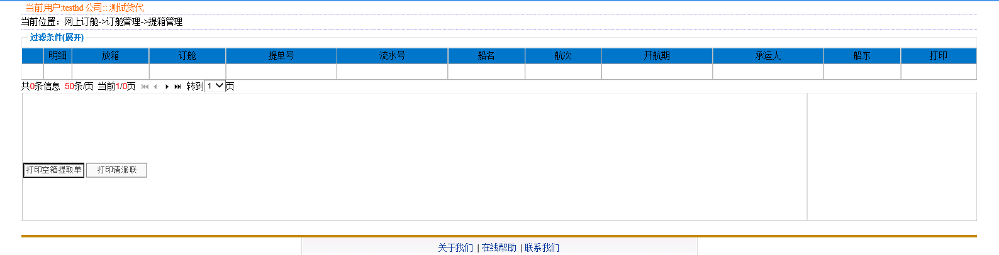 当前用户:testhd 公司:: 测试货代
当前位置：网上订舱->订舱管理->提箱管理
过滤条件(展开)
明细 放箱 订舱 提单号 流水号 船名 航次 开航期 承运人 船东 打印
共0条信息 50条/页 当前1/0页 转到 1 页
打印空箱提取单 打印请派联
关于我们 | 在线帮助 | 联系我们